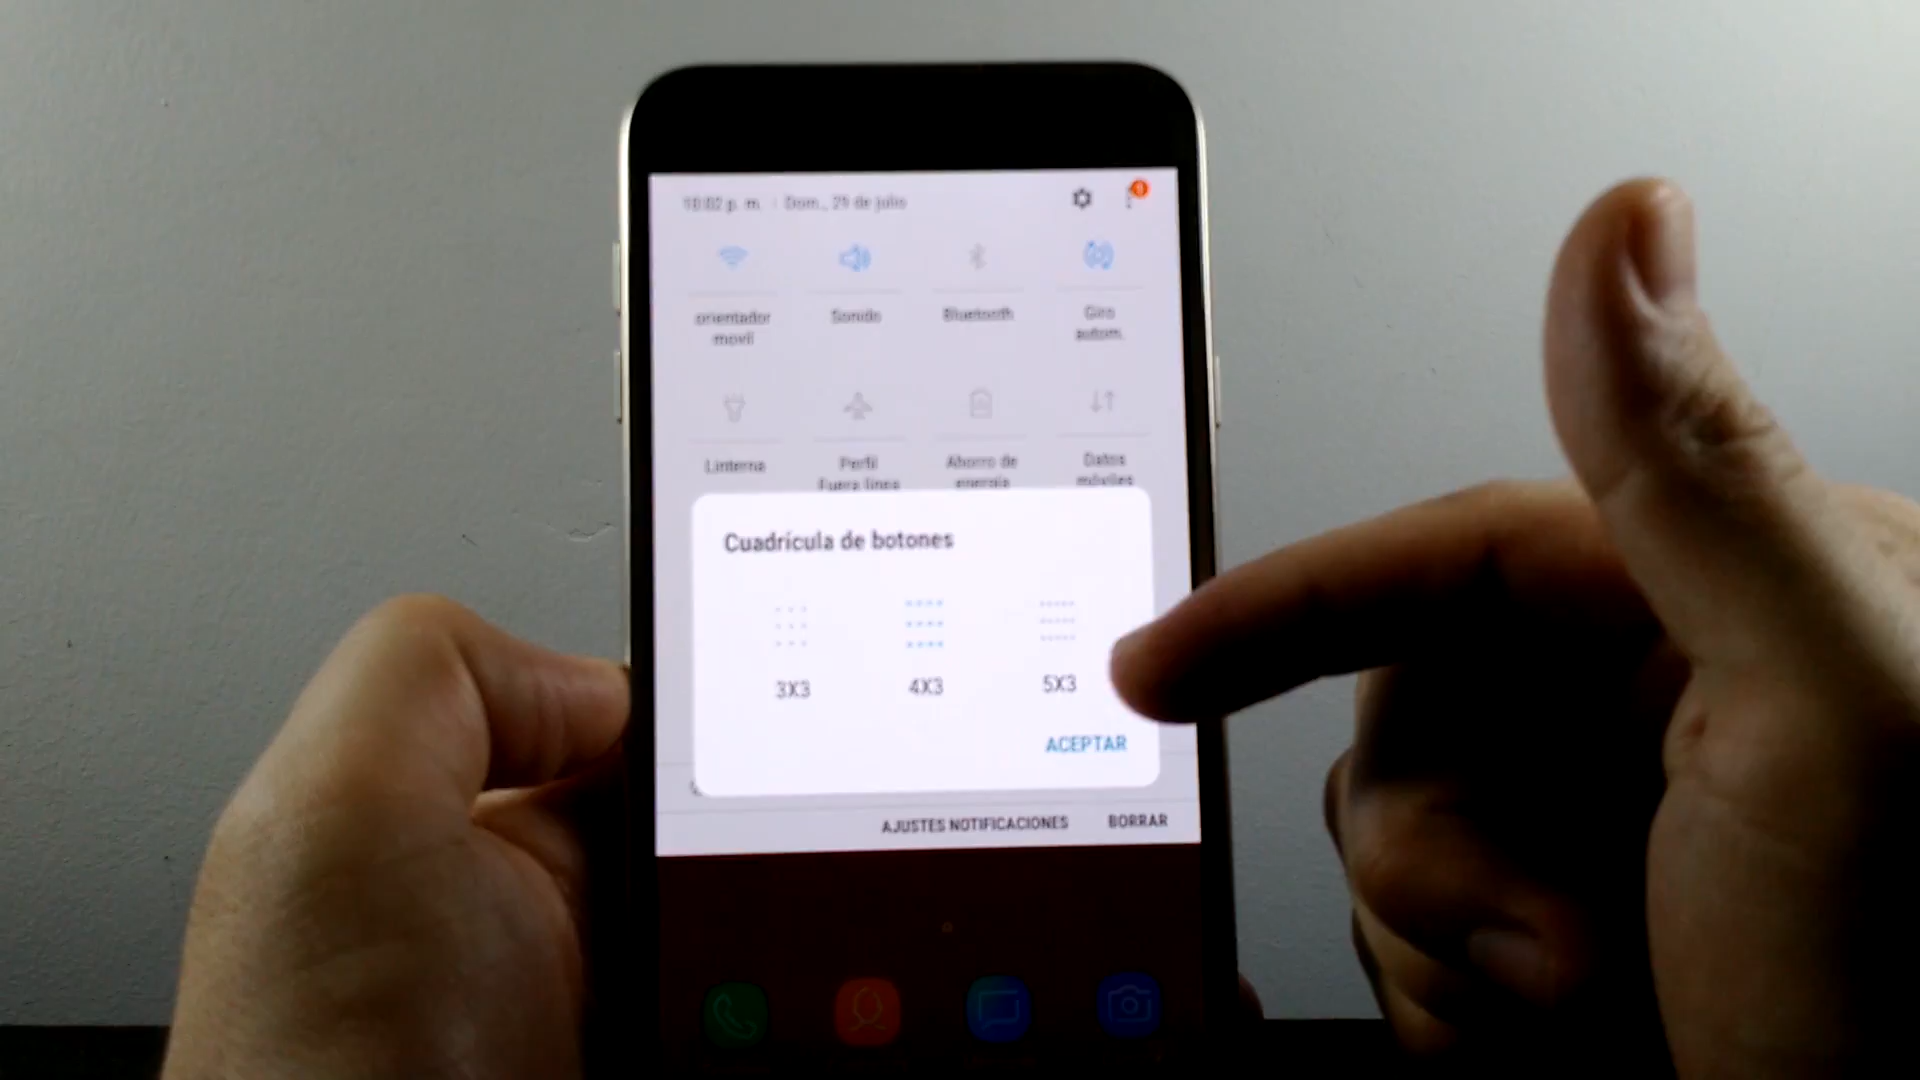 10:02 p. m. | Dom., 29 de julio
orientador
movil
Sonido
Bluetooth
Giro
autom.
Linterna
Perfil
Fuera línea
Ahorro de
energía
Datos
móviles
Cuadrícula de botones
3X3
4X3
5X3
ACEPTAR
AJUSTES NOTIFICACIONES
BORRAR